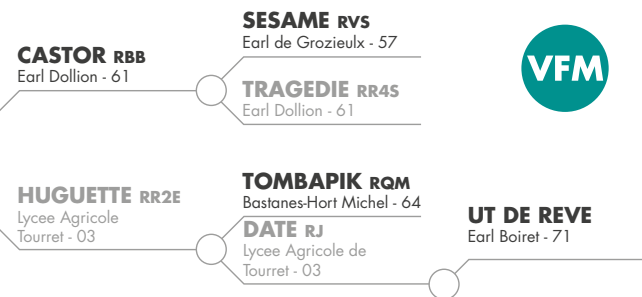 SESAME RVS
Earl de Grozieulx - 57
CASTOR RBB
Earl Dollion - 61
TRAGEDIE RR4S
Earl Dollion - 61
VFM
HUGUETTE RR2E
Lycee Agricole
Tourret - 03
TOMBAPIK RQM
Bastanes-Hort Michel - 64
DATE RJ
Lycee Agricole de
Tourret - 03
UT DE REVE
Earl Boiret - 71